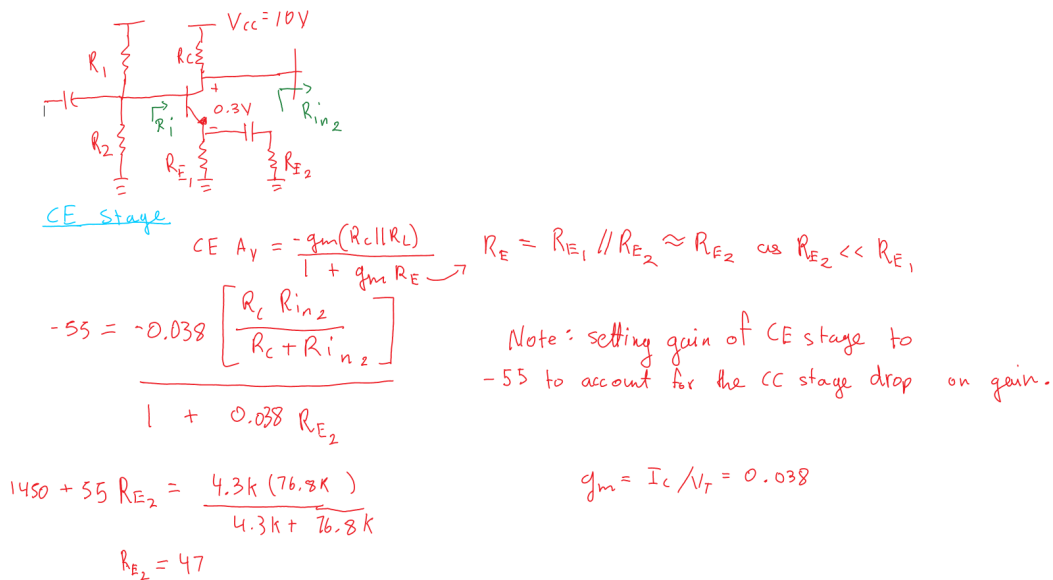 Vcc = 10V
R1
Rc
+
0.3V
-
Ri
Rin2
R2
RE1
RE2
CE stage
CE Av = -gm(Rc||RL) / 1 + gm RE
RE = RE1 // RE2 ≈ RE2 as RE2 << RE1
-55 = -0.038 [Rc Rin2 / Rc + Rin2] / 1 + 0.038 RE2
Note: setting gain of CE stage to
-55 to account for the CC stage drop on gain.
1450 + 55 RE2 = 4.3k (76.8k) / 4.3k + 76.8k
gm = Ic/VT = 0.038
RE2 = 47